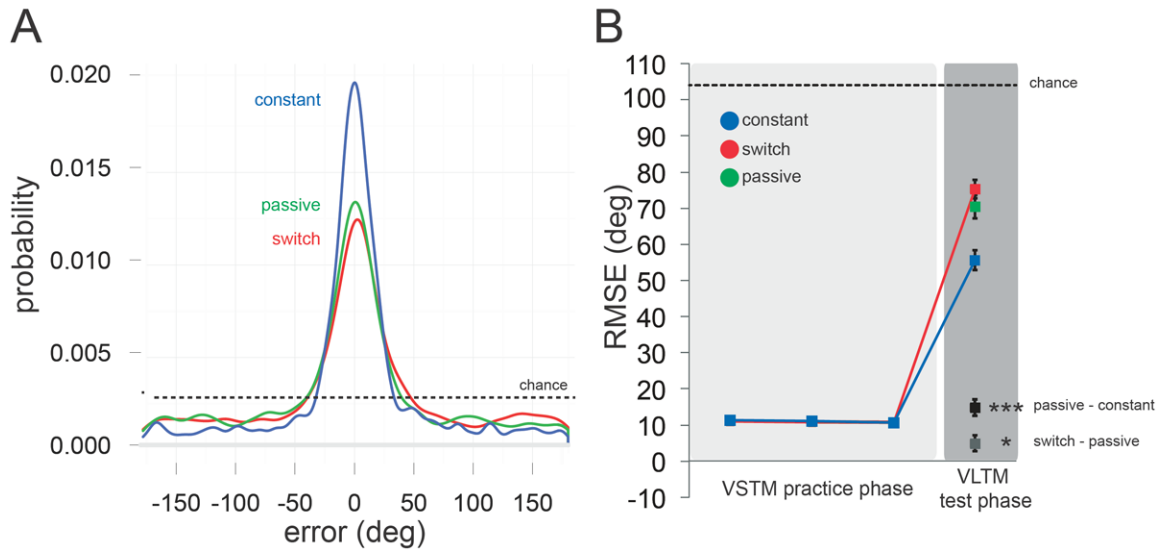 A
0.020
0.015
0.010
0.005
0.000
probability
constant
passive
switch
chance
-150
-100
-50
0
50
100
150
error (deg)
B
110
100
90
80
70
60
50
40
30
20
10
0
-10
RMSE (deg)
chance
constant
switch
passive
*** passive - constant
* switch - passive
VSTM practice phase
VLTM
test phase